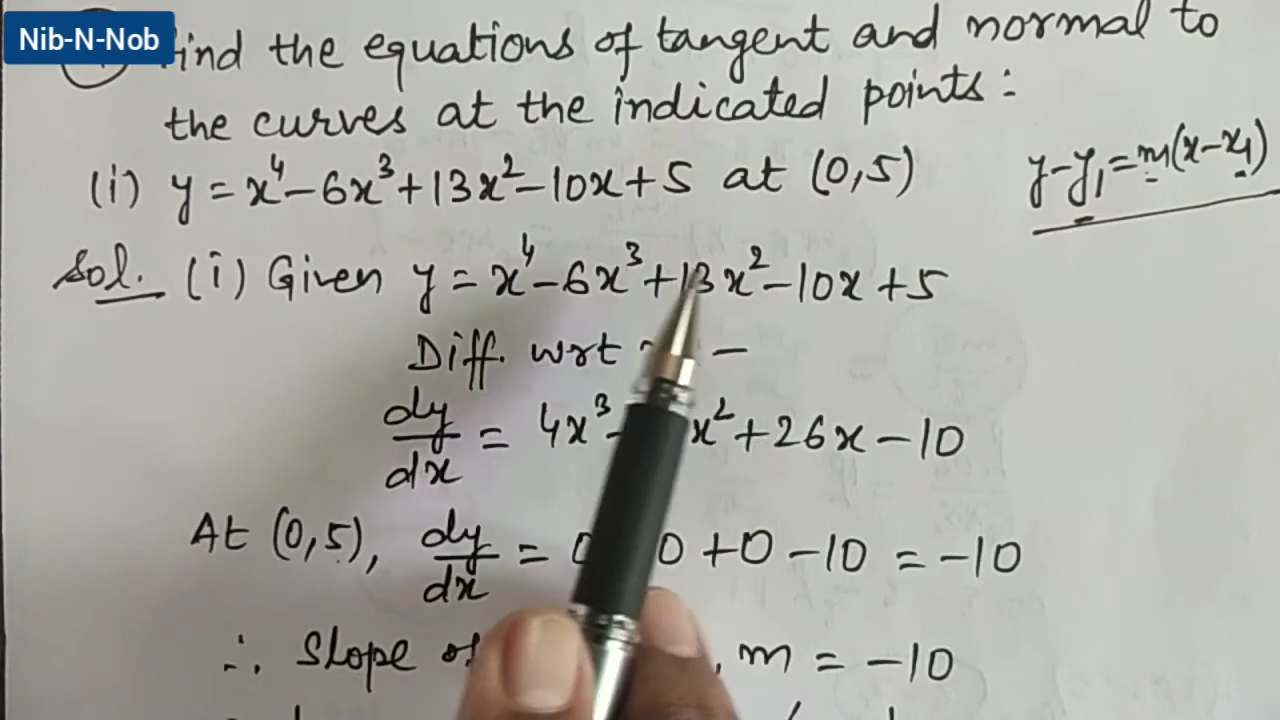 Nib-N-Nob
find the equations of tangent and normal to
the curves at the indicated points:
(i) y = x⁴ - 6x³ + 13x² - 10x + 5 at (0,5)
y - y₁ = m(x - x₁)
Sol. (i) Given y = x⁴ - 6x³ + 13x² - 10x + 5
Diff. wrt -
dy/dx = 4x³ - x² + 26x - 10
At (0,5), dy/dx = 0 0 + 0 - 10 = -10
∴ Slope of , m = -10